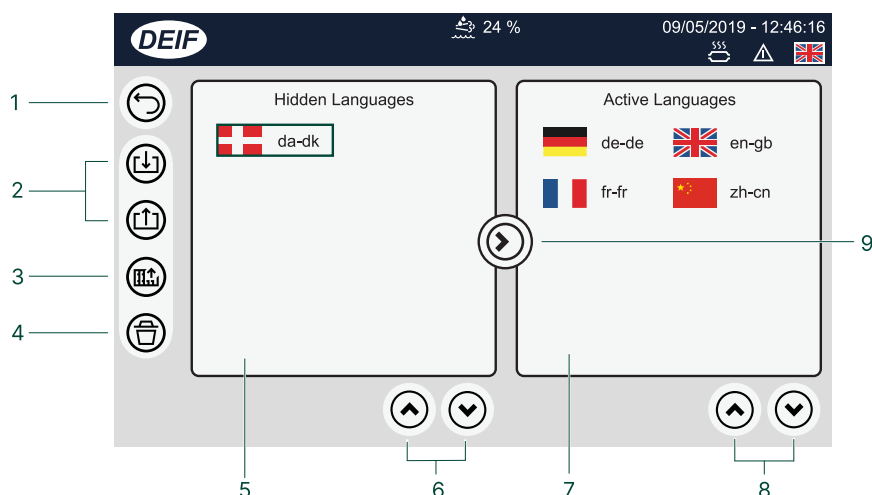 DEIF
24 %
09/05/2019 - 12:46:16
Hidden Languages
Active Languages
da-dk
de-de
en-gb
fr-fr
zh-cn
1
2
3
4
5
6
7
8
9